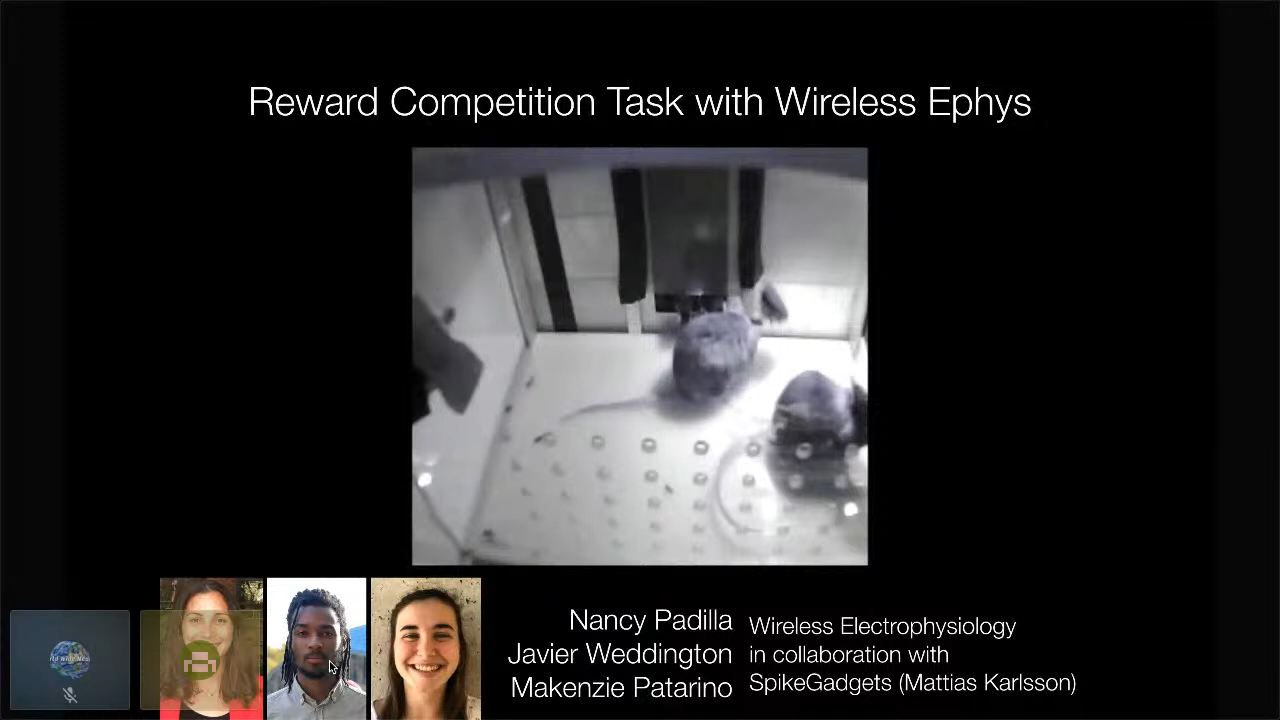 Reward Competition Task with Wireless Ephys
Nancy Padilla
Javier Weddington
Makenzie Patarino
Wireless Electrophysiology
in collaboration with
SpikeGadgets (Mattias Karlsson)